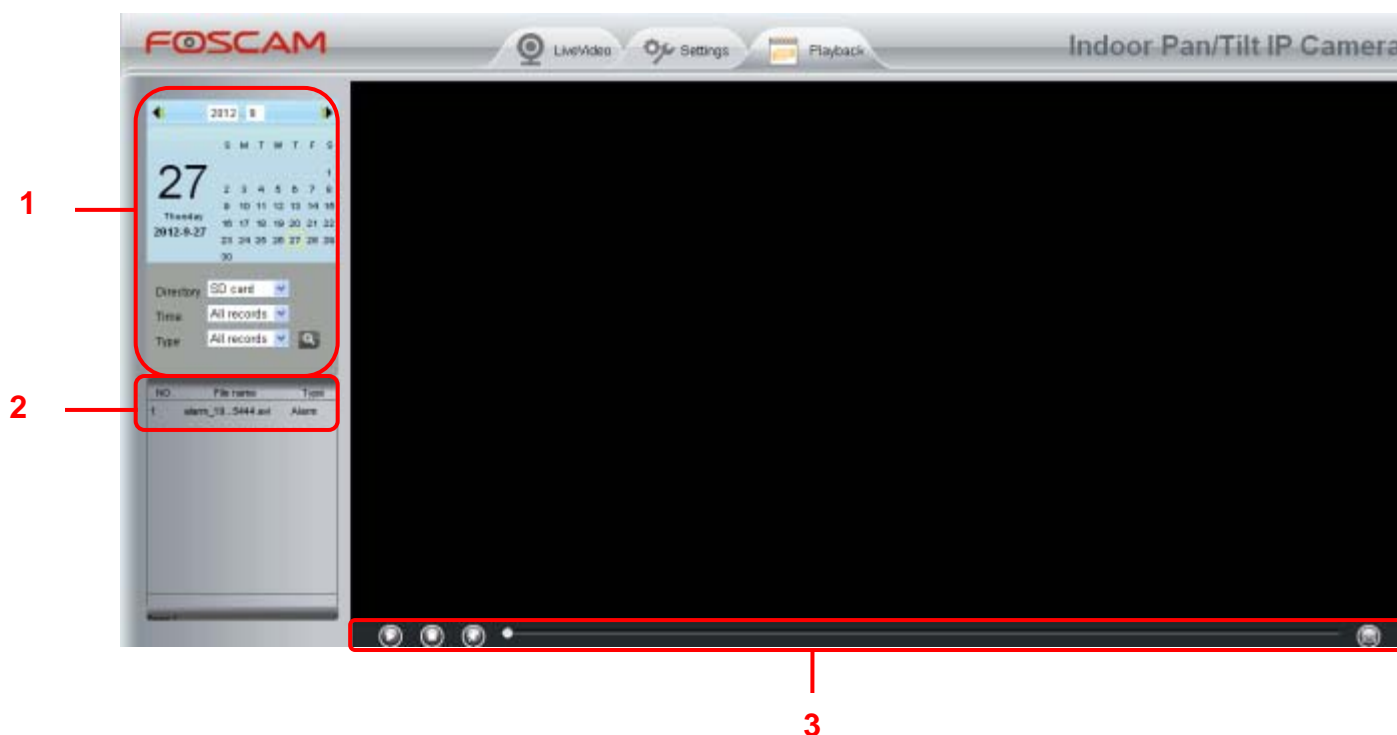 FOSCAM
LiveVideo Settings Playback
Indoor Pan/Tilt IP Camera
2012 9
S M T W T F S
1
27
2 3 4 5 6 7 8
9 10 11 12 13 14 15
Thursday
16 17 18 19 20 21 22
2012-9-27
23 24 25 26 27 28 29
30
Directory SD card
Time All records
Type All records
NO. File name Type
1 alarm_19...5444.avi Alarm
1
2
3